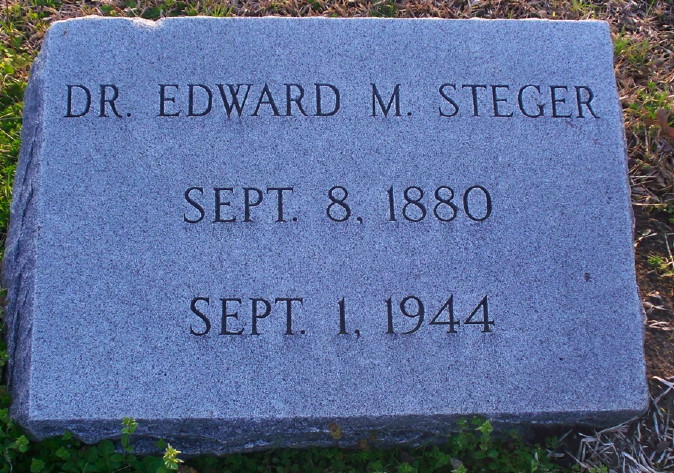 DR. EDWARD M. STEGER
SEPT. 8, 1880
SEPT. 1, 1944